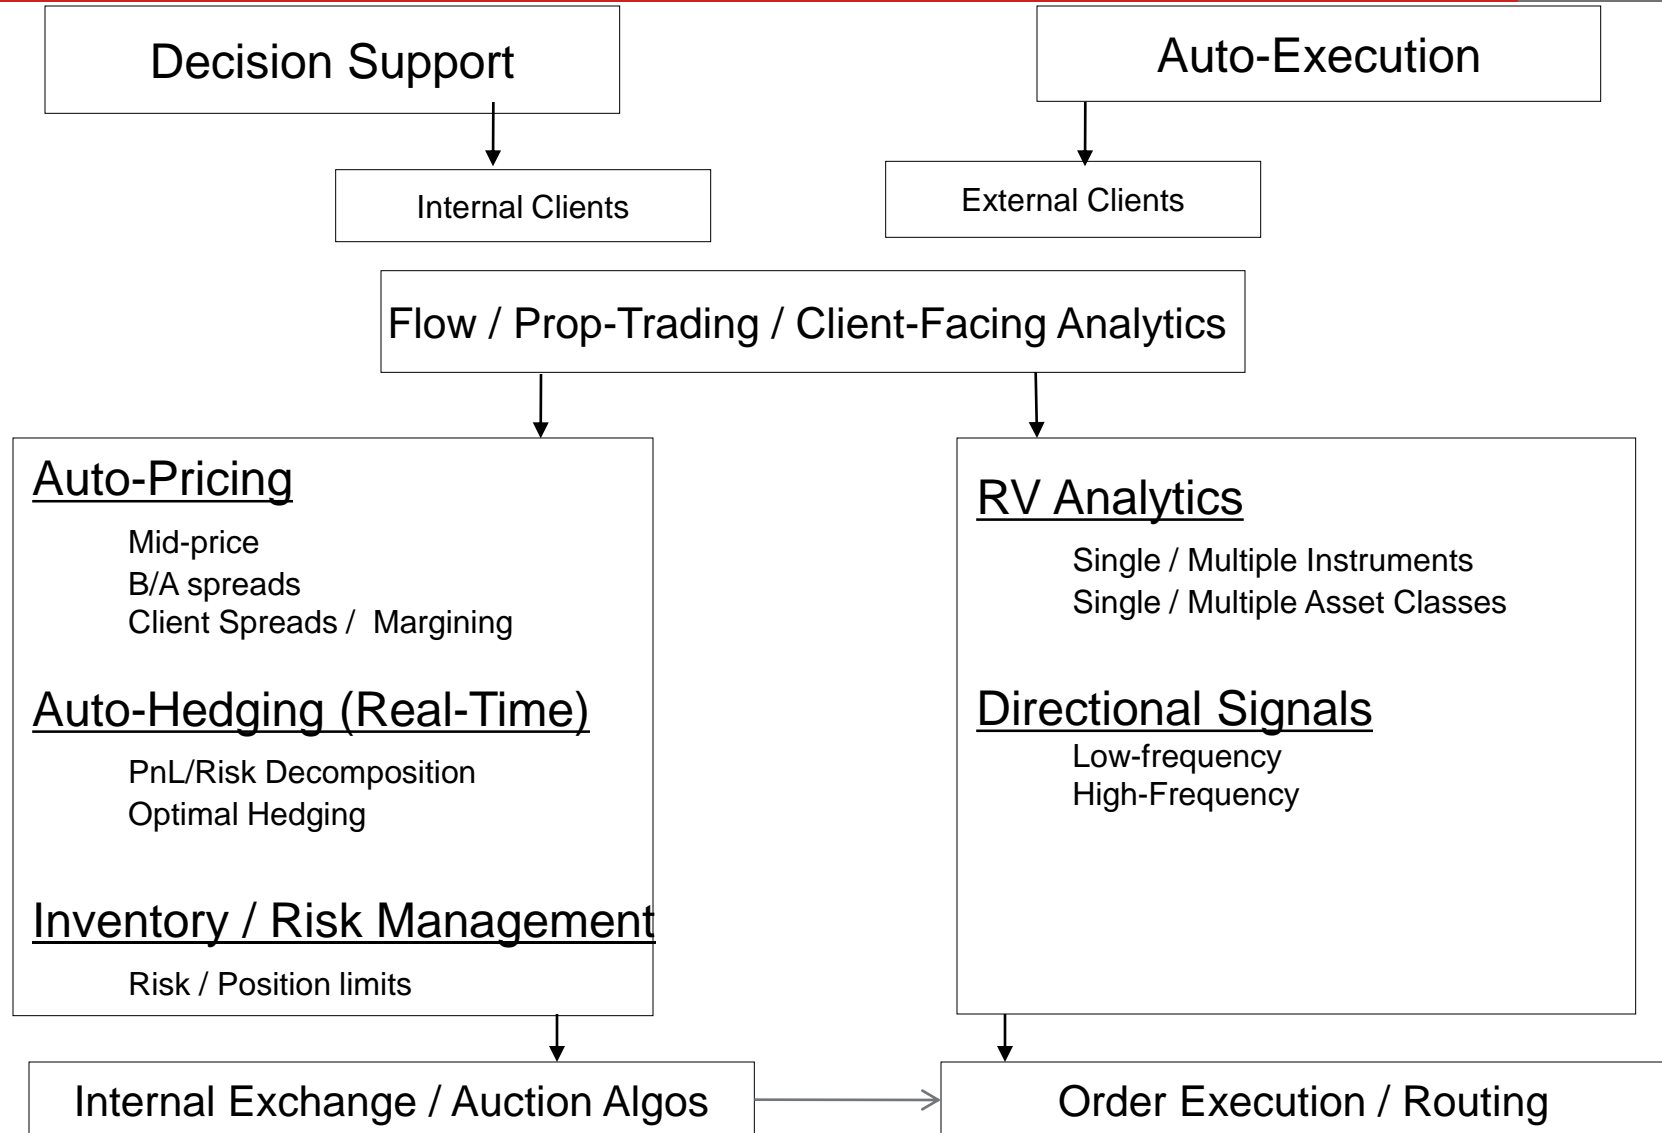 Decision Support
Auto-Execution
Internal Clients
External Clients
Flow / Prop-Trading / Client-Facing Analytics
Auto-Pricing
Mid-price
B/A spreads
Client Spreads / Margining
Auto-Hedging (Real-Time)
PnL/Risk Decomposition
Optimal Hedging
Inventory / Risk Management
Risk / Position limits
RV Analytics
Single / Multiple Instruments
Single / Multiple Asset Classes
Directional Signals
Low-frequency
High-Frequency
Internal Exchange / Auction Algos
Order Execution / Routing